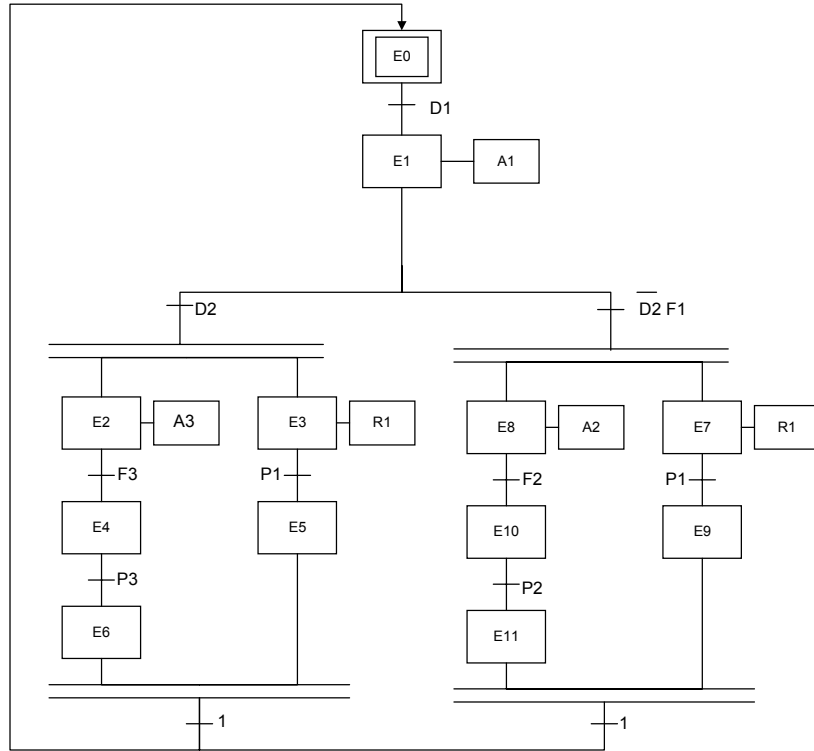 E0
D1
E1 A1
D2 D2 F1
E2 A3 E3 R1 E8 A2 E7 R1
F3 P1 F2 P1
E4 E5 E10 E9
P3 P2
E6 E11
1 1